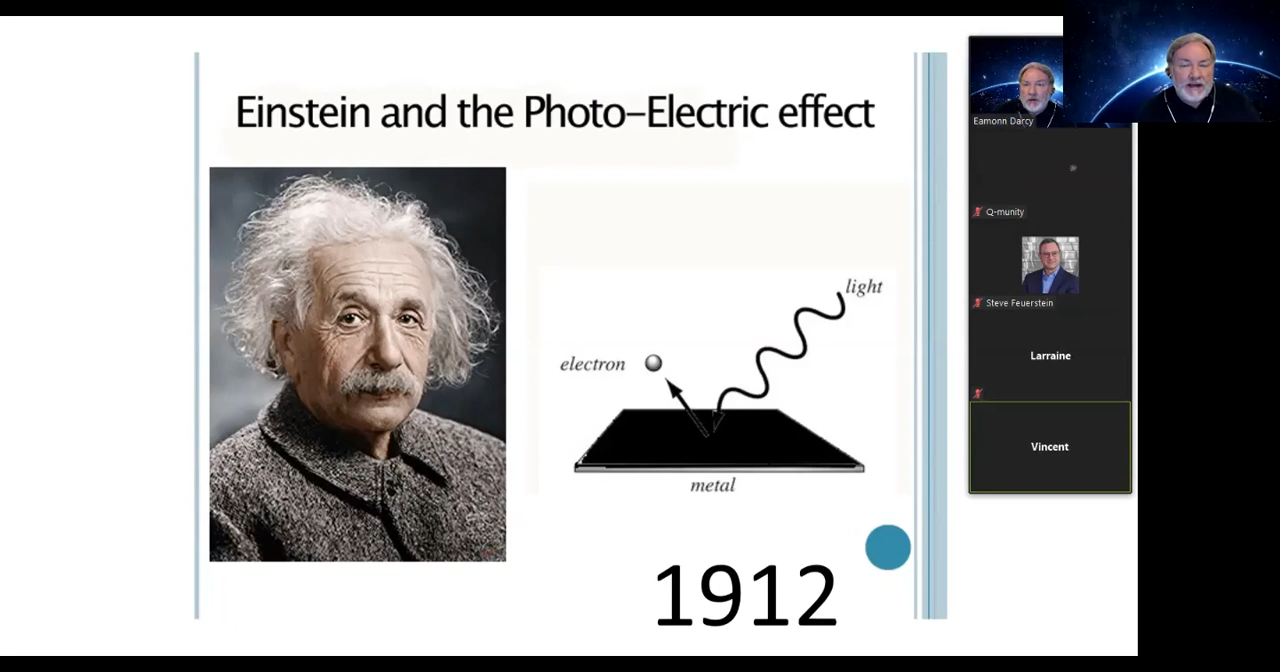 Einstein and the Photo-Electric effect
light
electron
metal
1912
Eamonn Darcy
Q-munity
Steve Feuerstein
Larraine
Vincent